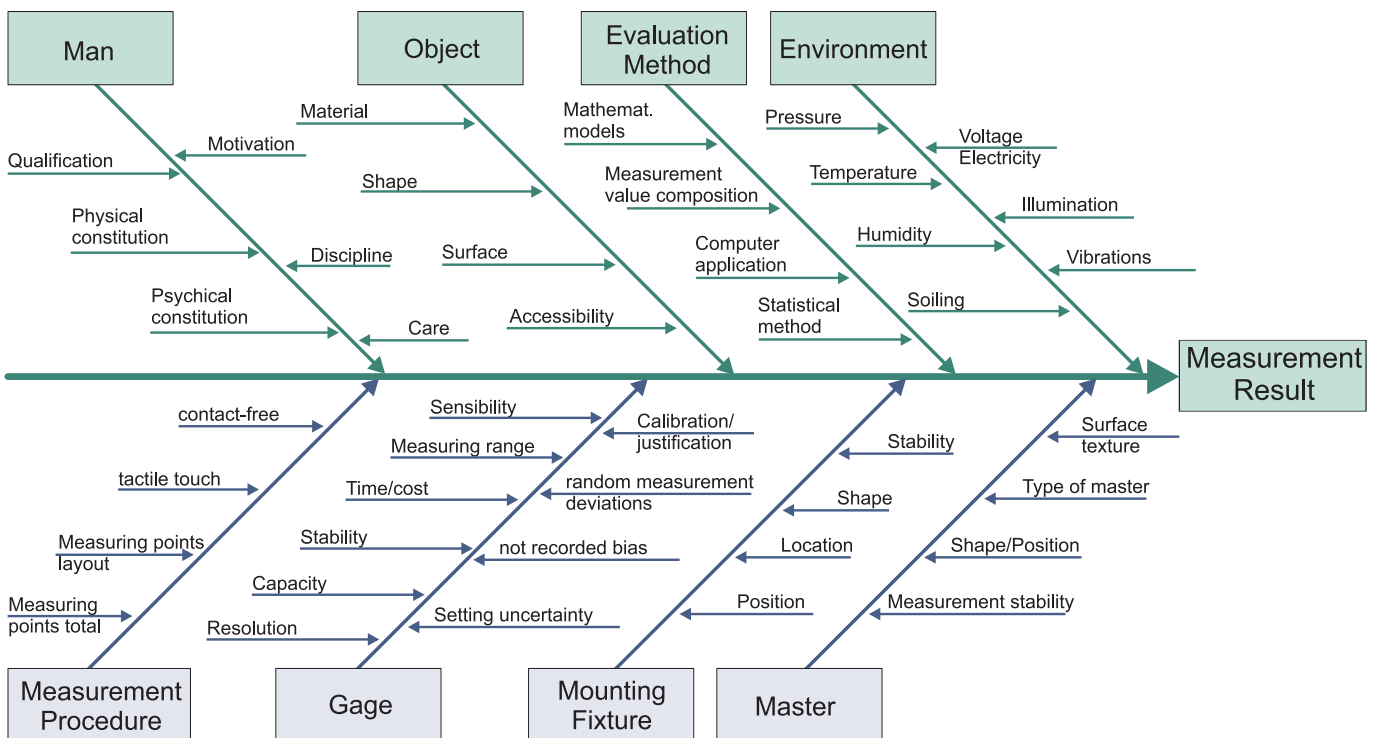 Man
Object
Evaluation
Method
Environment
Motivation
Qualification
Physical
constitution
Discipline
Psychical
constitution
Care
Material
Shape
Surface
Accessibility
Mathemat.
models
Measurement
value composition
Computer
application
Statistical
method
Pressure
Voltage
Electricity
Temperature
Illumination
Humidity
Vibrations
Soiling
Measurement
Result
contact-free
tactile touch
Measuring points
layout
Measuring
points total
Sensibility
Calibration/
justification
Measuring range
random measurement
deviations
Time/cost
Stability
not recorded bias
Capacity
Setting uncertainty
Resolution
Stability
Shape
Location
Position
Surface
texture
Type of master
Shape/Position
Measurement stability
Measurement
Procedure
Gage
Mounting
Fixture
Master